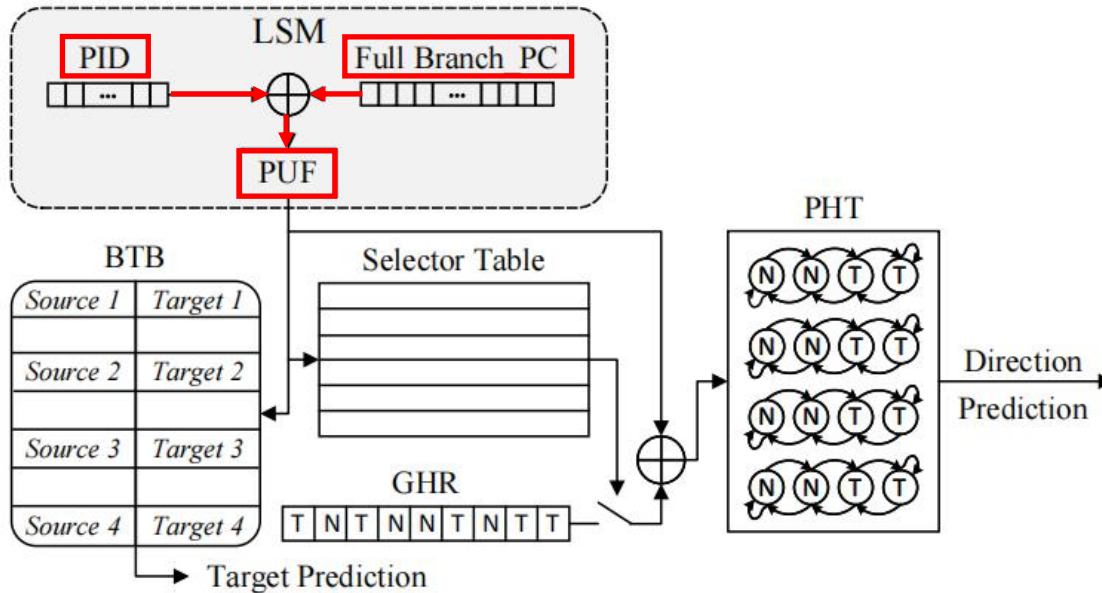 LSM
PID
Full Branch_PC
...
...
PUF
PHT
BTB
Selector Table
Source 1 Target 1
Source 2 Target 2
Source 3 Target 3
Source 4 Target 4
N N T T
N N T T
N N T T
N N T T
Direction
Prediction
GHR
T N T N N T N T T
Target Prediction